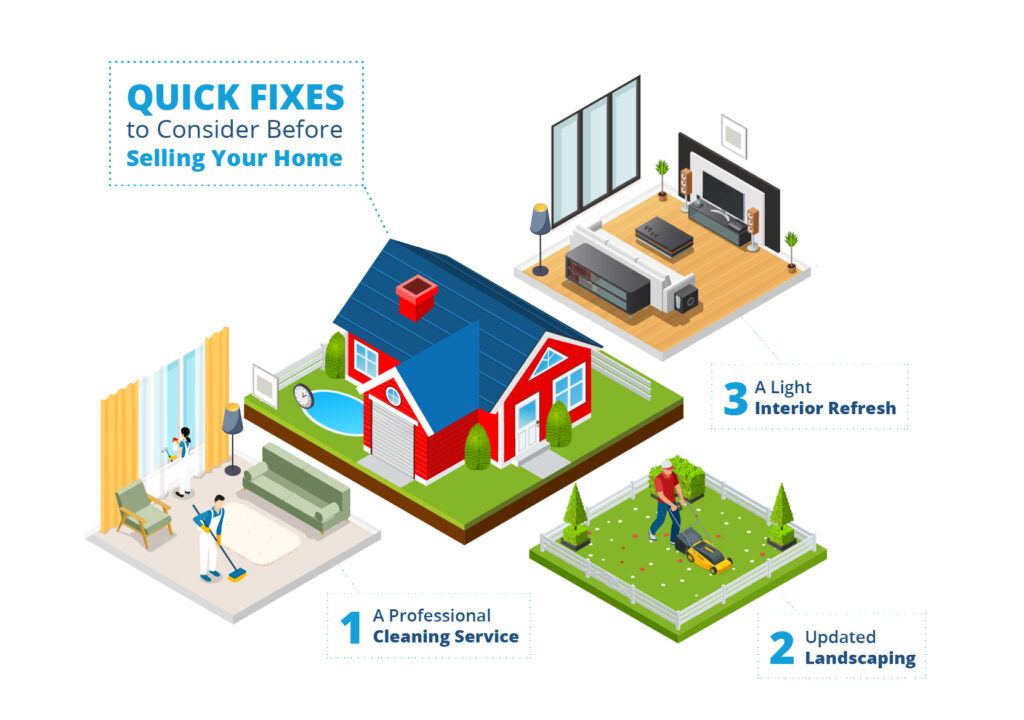 QUICK FIXES
to Consider Before
Selling Your Home
1
A Professional
Cleaning Service
2
Updated
Landscaping
3
A Light
Interior Refresh